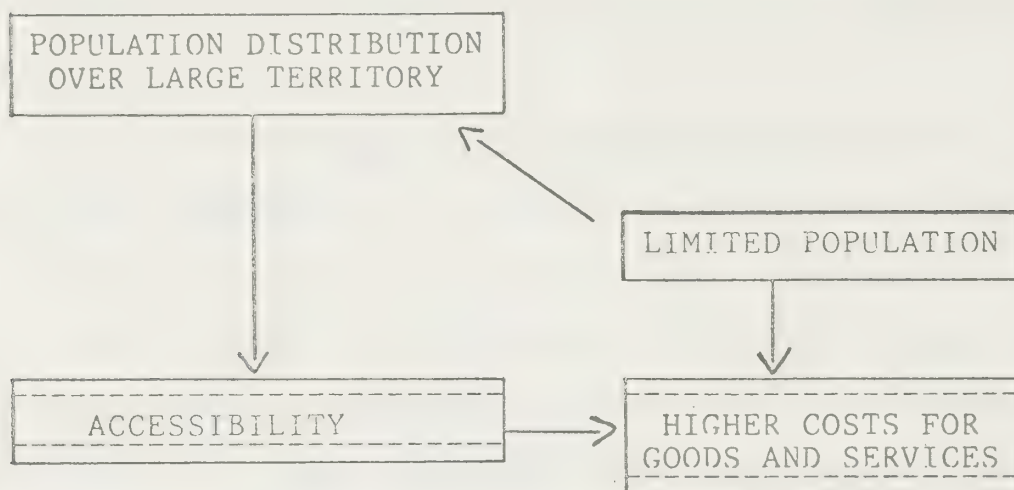 POPULATION DISTRIBUTION
OVER LARGE TERRITORY
LIMITED POPULATION
ACCESSIBILITY
HIGHER COSTS FOR
GOODS AND SERVICES